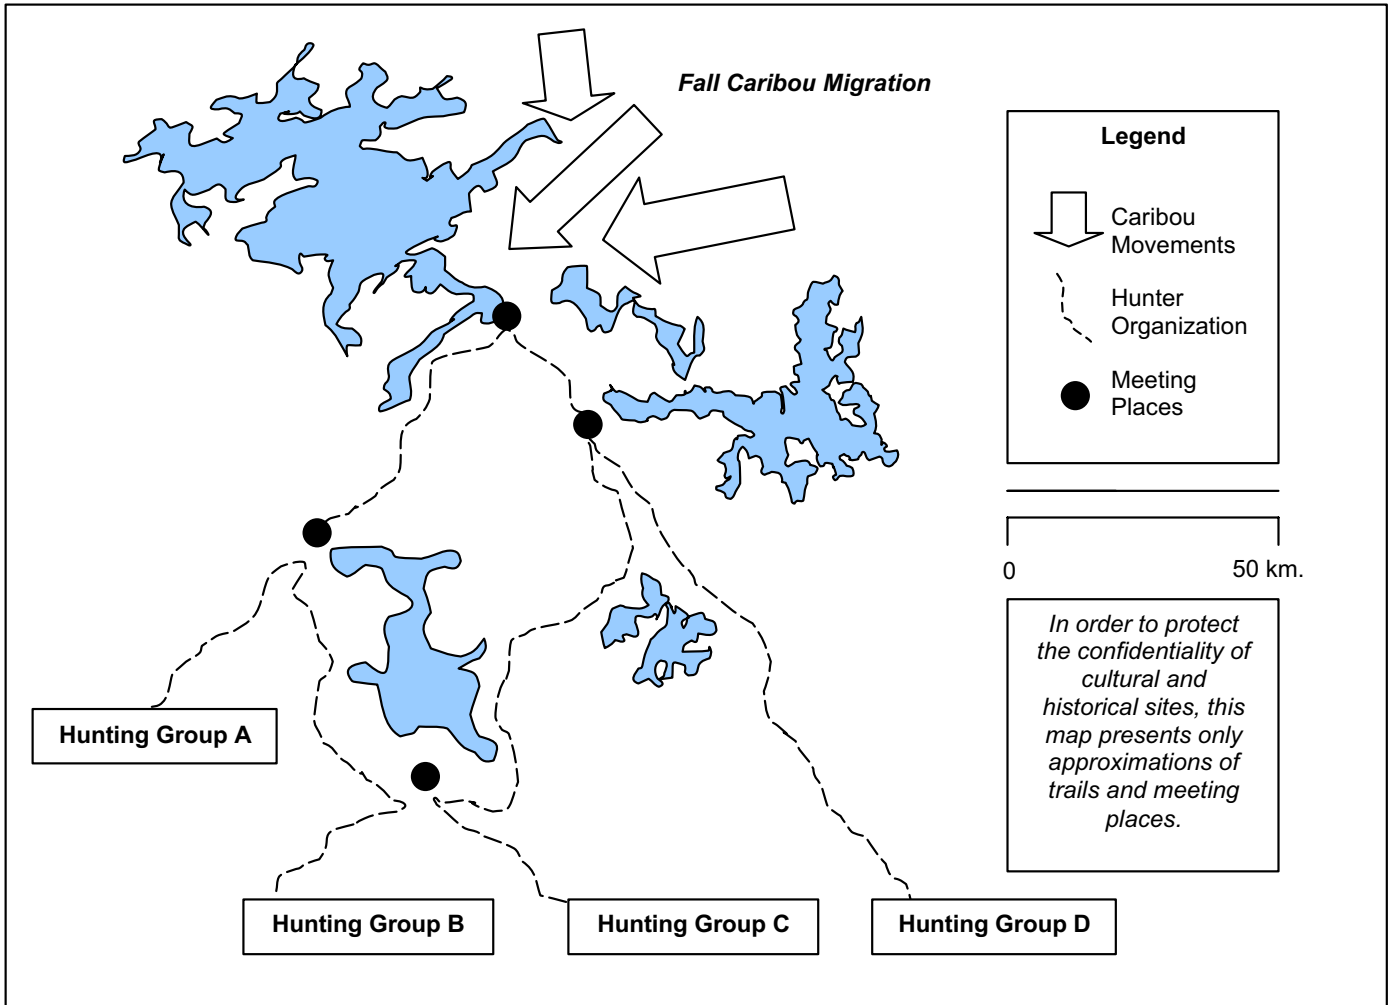 Fall Caribou Migration
Legend
Caribou
Movements
Hunter
Organization
Meeting
Places
0
50 km.
In order to protect
the confidentiality of
cultural and
historical sites, this
map presents only
approximations of
trails and meeting
places.
Hunting Group A
Hunting Group B
Hunting Group C
Hunting Group D